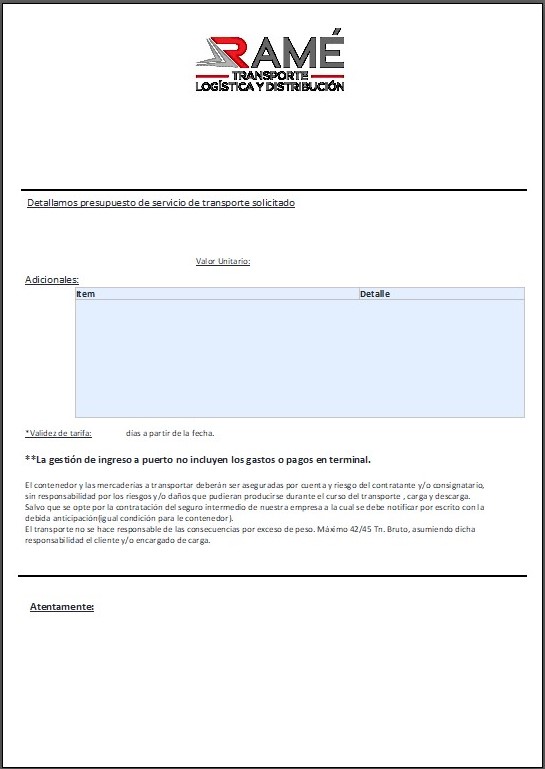 RAMÉ
TRANSPORTE
LOGÍSTICA Y DISTRIBUCIÓN
Detallamos presupuesto de servicio de transporte solicitado
Valor Unitario:
Adicionales:
Item Detalle
*Validez de tarifa: días a partir de la fecha.
**La gestión de ingreso a puerto no incluyen los gastos o pagos en terminal.
El contenedor y las mercaderías a transportar deberán ser aseguradas por cuenta y riesgo del contratante y/o consignatario,
sin responsabilidad por los riesgos y/o daños que pudieran producirse durante el curso del transporte , carga y descarga.
Salvo que se opte por la contratación del seguro intermedio de nuestra empresa a la cual se debe notificar por escrito con la
debida anticipación(igual condición para le contenedor).
El transporte no se hace responsable de las consecuencias por exceso de peso. Máximo 42/45 Tn. Bruto, asumiendo dicha
responsabilidad el cliente y/o encargado de carga.
Atentamente: